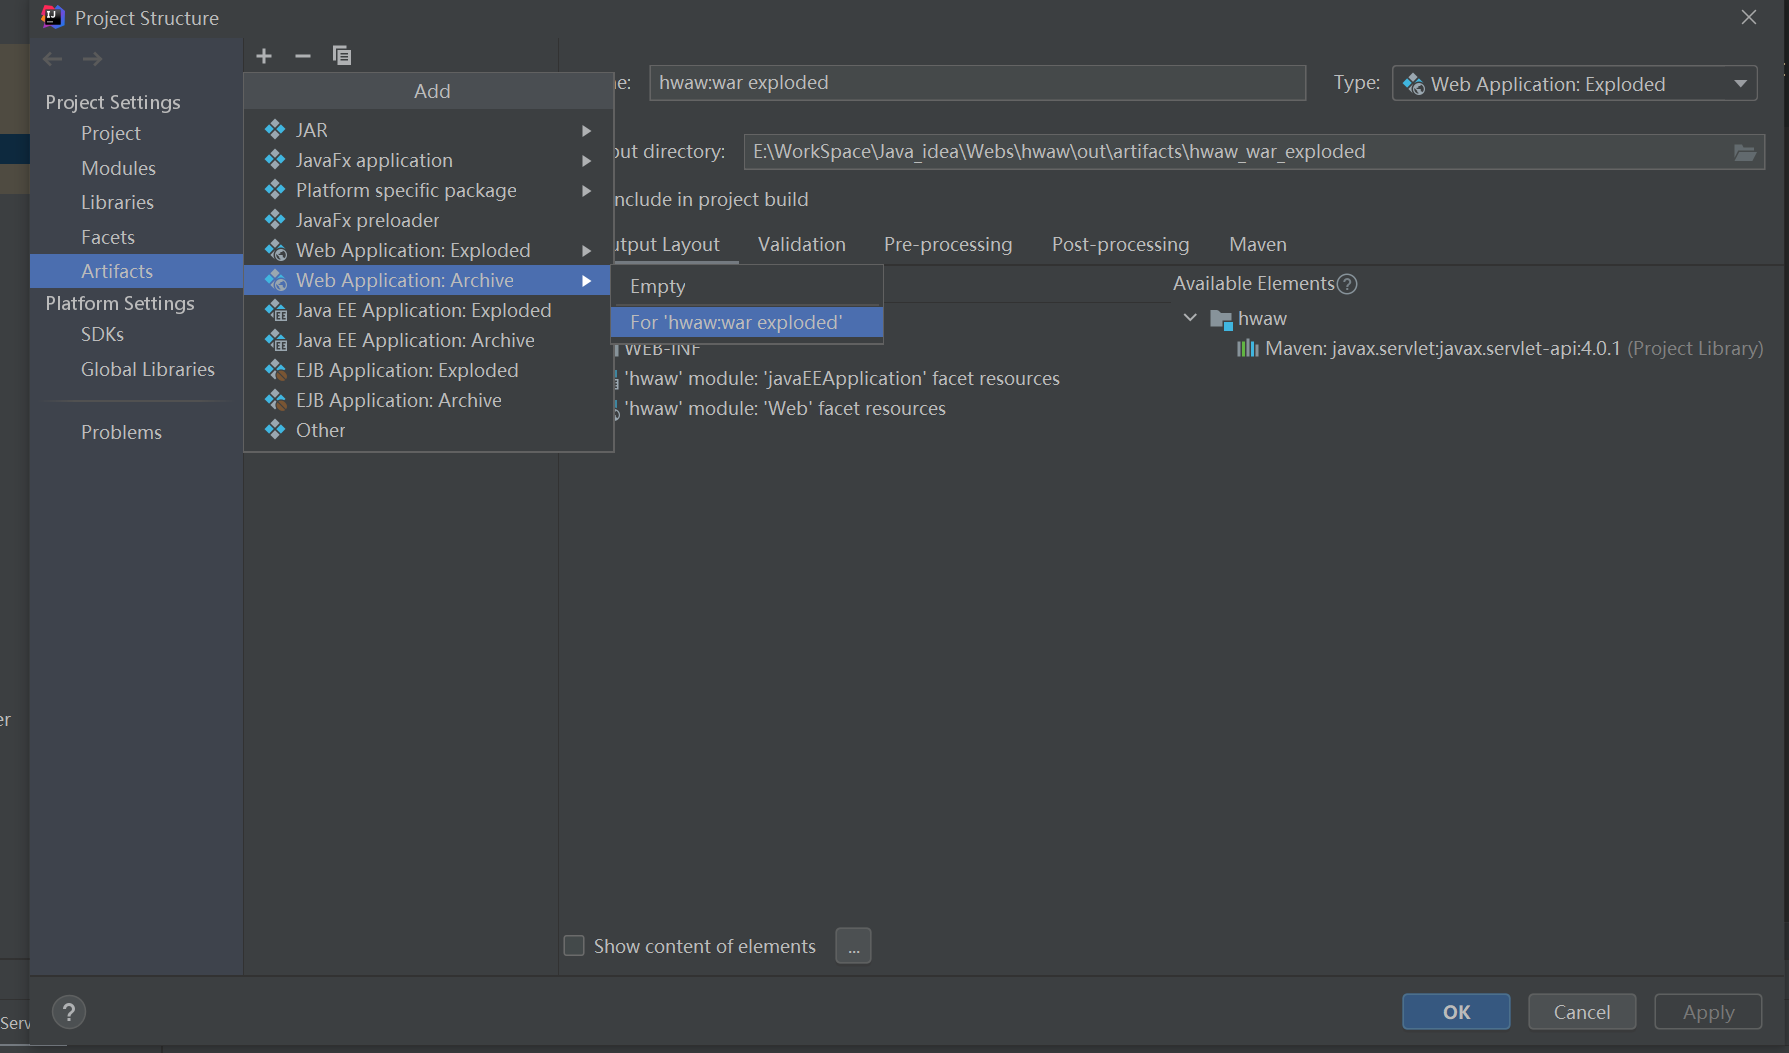 Project Structure
Project Settings
Project
Modules
Libraries
Facets
Artifacts
Platform Settings
SDKs
Global Libraries
Problems
Add
JAR
JavaFx application
Platform specific package
JavaFx preloader
Web Application: Exploded
Web Application: Archive
Java EE Application: Exploded
Java EE Application: Archive
EJB Application: Exploded
EJB Application: Archive
Other
Empty
For 'hwaw:war exploded'
e: hwaw:war exploded
Type: Web Application: Exploded
out directory: E:\WorkSpace\Java_idea\Webs\hwaw\out\artifacts\hwaw_war_exploded
nclude in project build
utput Layout Validation Pre-processing Post-processing Maven
WEB-INF
'hwaw' module: 'javaEEApplication' facet resources
'hwaw' module: 'Web' facet resources
Available Elements ?
hwaw
Maven: javax.servlet:javax.servlet-api:4.0.1 (Project Library)
Show content of elements ...
er
Serv
?
OK Cancel Apply